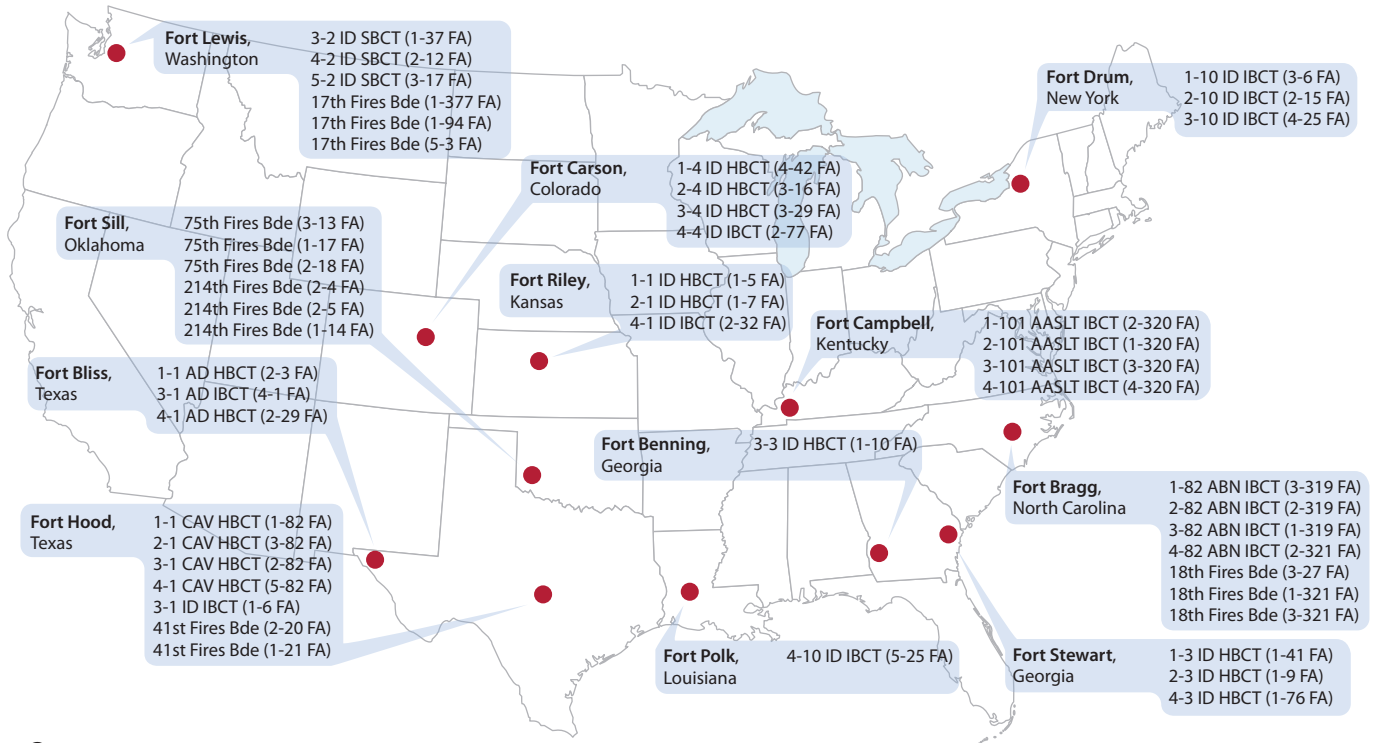 Fort Lewis,
Washington
3-2 ID SBCT (1-37 FA)
4-2 ID SBCT (2-12 FA)
5-2 ID SBCT (3-17 FA)
17th Fires Bde (1-377 FA)
17th Fires Bde (1-94 FA)
17th Fires Bde (5-3 FA)
Fort Drum,
New York
1-10 ID IBCT (3-6 FA)
2-10 ID IBCT (2-15 FA)
3-10 ID IBCT (4-25 FA)
Fort Carson,
Colorado
1-4 ID HBCT (4-42 FA)
2-4 ID HBCT (3-16 FA)
3-4 ID HBCT (3-29 FA)
4-4 ID IBCT (2-77 FA)
Fort Sill,
Oklahoma
75th Fires Bde (3-13 FA)
75th Fires Bde (1-17 FA)
75th Fires Bde (2-18 FA)
214th Fires Bde (2-4 FA)
214th Fires Bde (2-5 FA)
214th Fires Bde (1-14 FA)
Fort Riley,
Kansas
1-1 ID HBCT (1-5 FA)
2-1 ID HBCT (1-7 FA)
4-1 ID IBCT (2-32 FA)
Fort Campbell,
Kentucky
1-101 AASLT IBCT (2-320 FA)
2-101 AASLT IBCT (1-320 FA)
3-101 AASLT IBCT (3-320 FA)
4-101 AASLT IBCT (4-320 FA)
Fort Bliss,
Texas
1-1 AD HBCT (2-3 FA)
3-1 AD IBCT (4-1 FA)
4-1 AD HBCT (2-29 FA)
Fort Benning,
Georgia
3-3 ID HBCT (1-10 FA)
Fort Bragg,
North Carolina
1-82 ABN IBCT (3-319 FA)
2-82 ABN IBCT (2-319 FA)
3-82 ABN IBCT (1-319 FA)
4-82 ABN IBCT (2-321 FA)
18th Fires Bde (3-27 FA)
18th Fires Bde (1-321 FA)
18th Fires Bde (3-321 FA)
Fort Hood,
Texas
1-1 CAV HBCT (1-82 FA)
2-1 CAV HBCT (3-82 FA)
3-1 CAV HBCT (2-82 FA)
4-1 CAV HBCT (5-82 FA)
3-1 ID IBCT (1-6 FA)
41st Fires Bde (2-20 FA)
41st Fires Bde (1-21 FA)
Fort Polk,
Louisiana
4-10 ID IBCT (5-25 FA)
Fort Stewart,
Georgia
1-3 ID HBCT (1-41 FA)
2-3 ID HBCT (1-9 FA)
4-3 ID HBCT (1-76 FA)